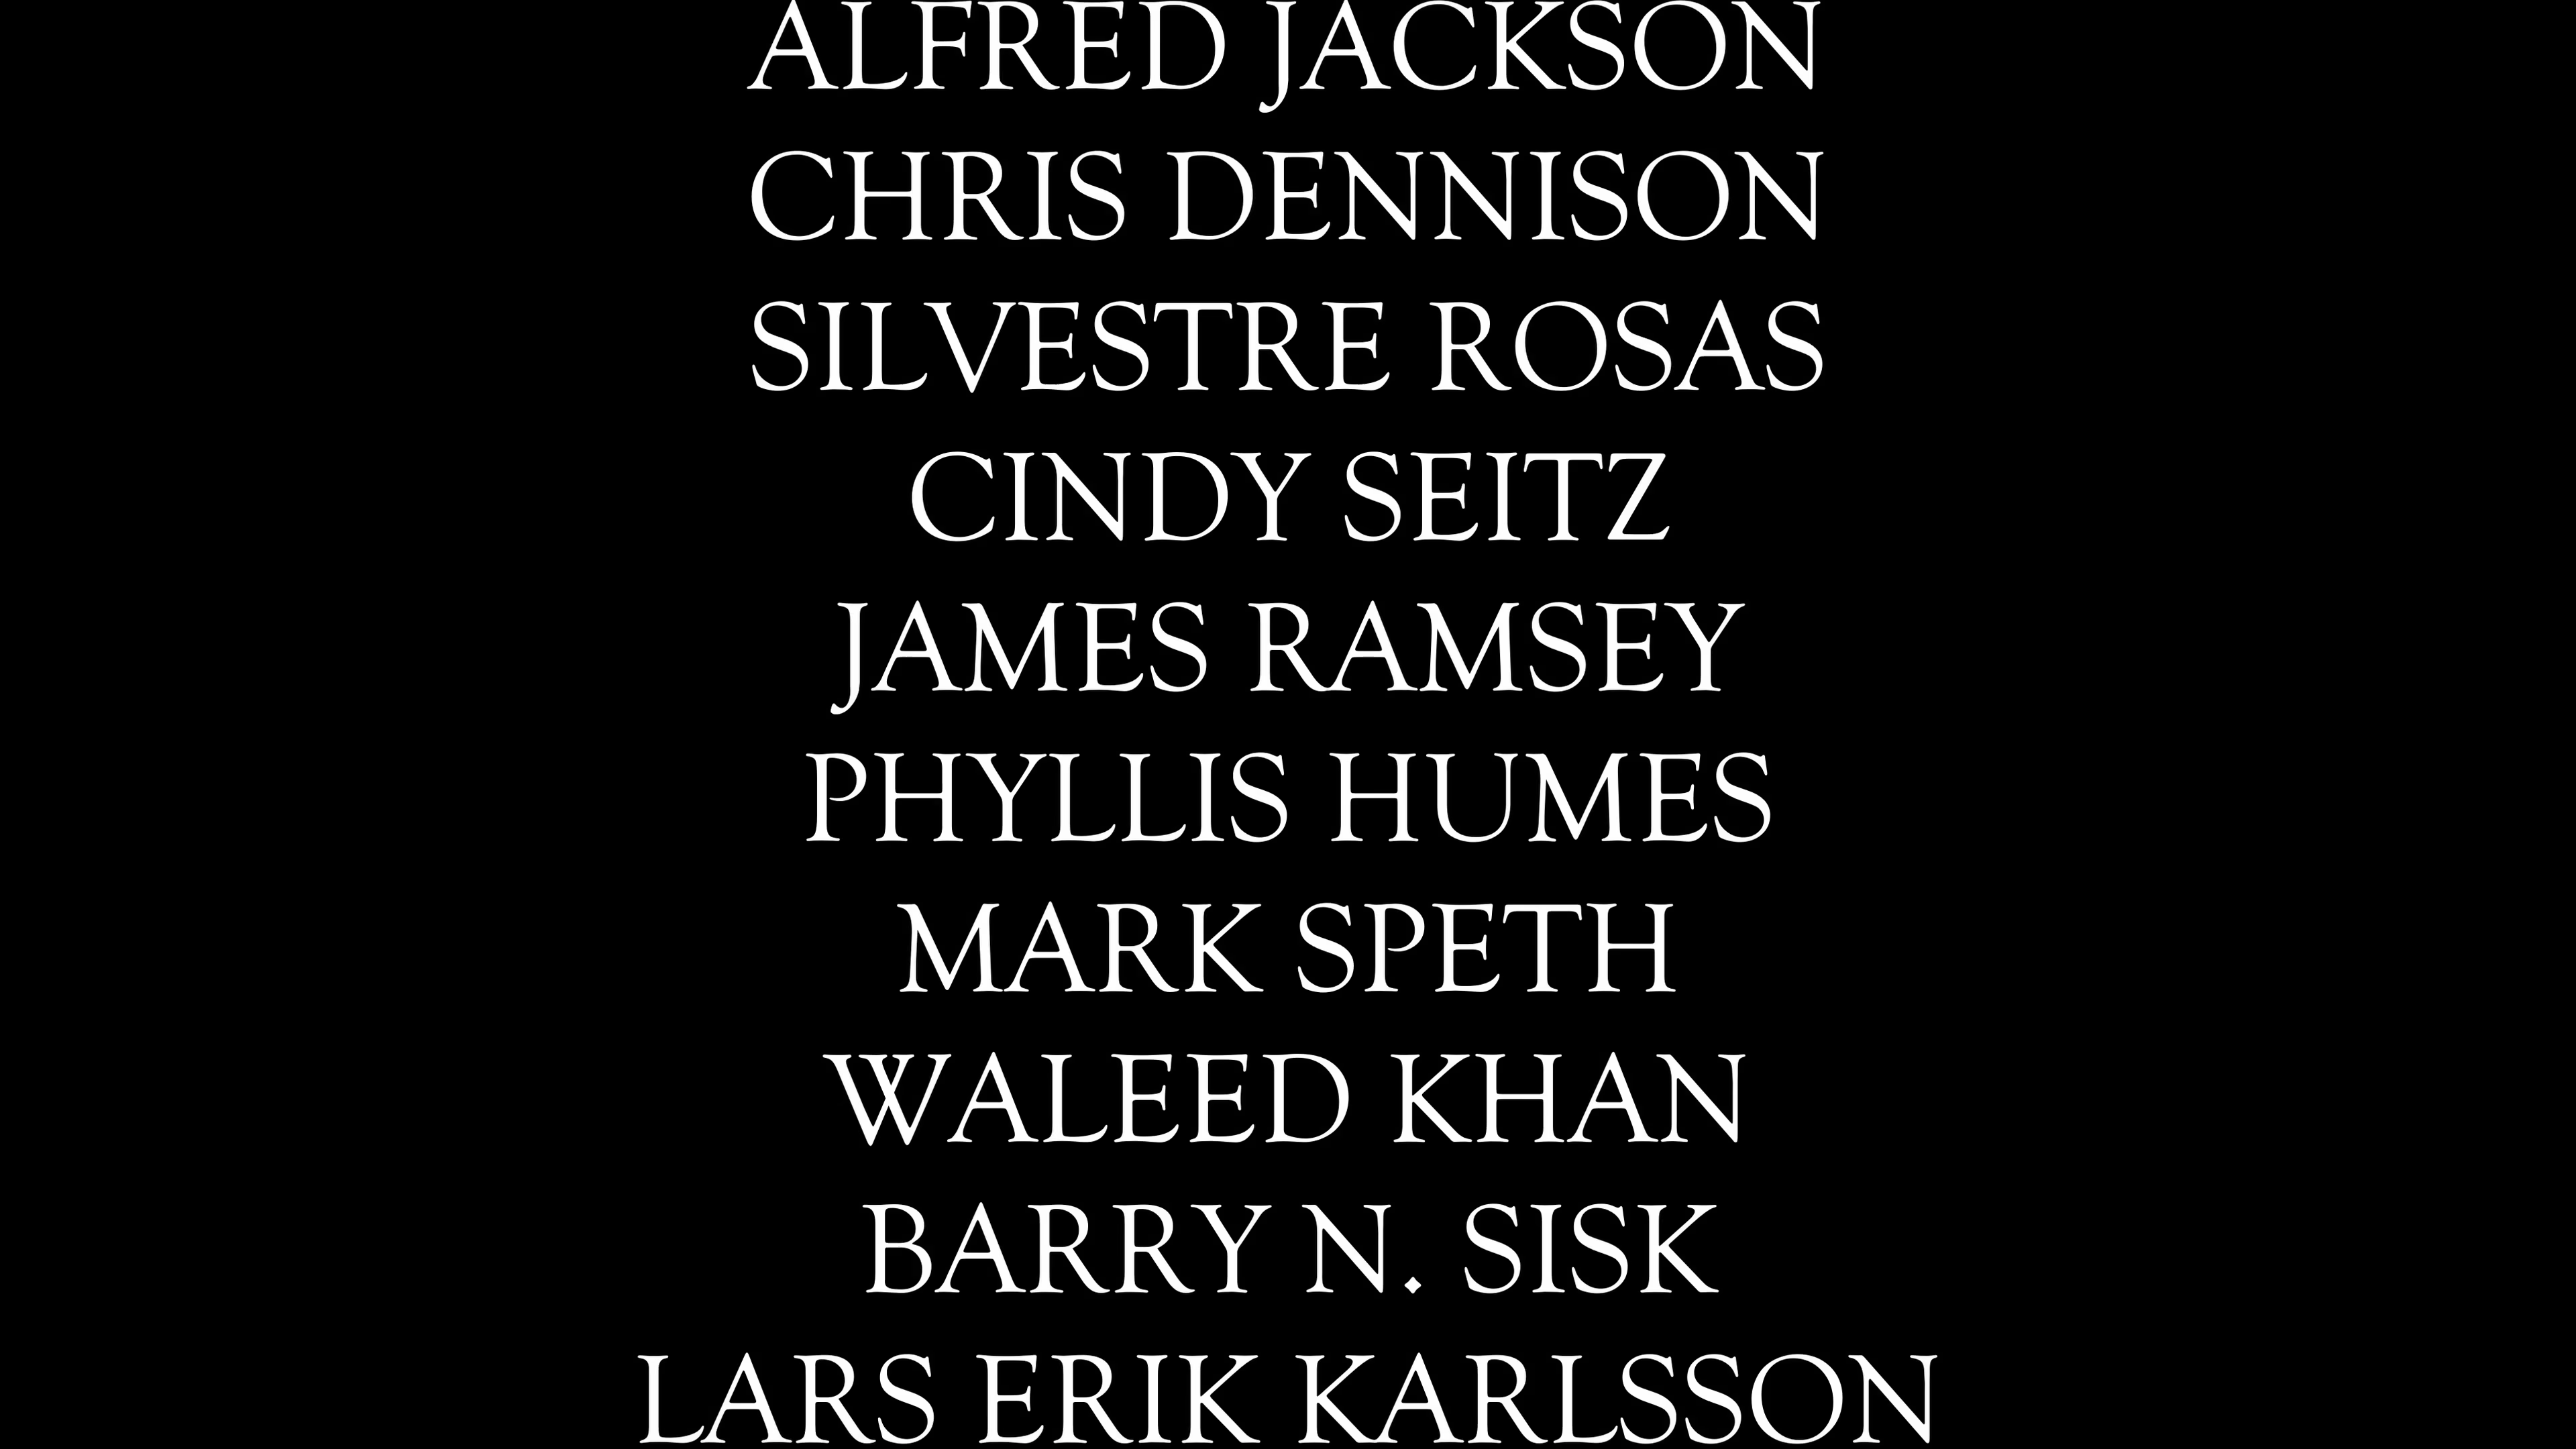 ALFRED JACKSON
CHRIS DENNISON
SILVESTRE ROSAS
CINDY SEITZ
JAMES RAMSEY
PHYLLIS HUMES
MARK SPETH
WALEED KHAN
BARRY N. SISK
LARS ERIK KARLSSON